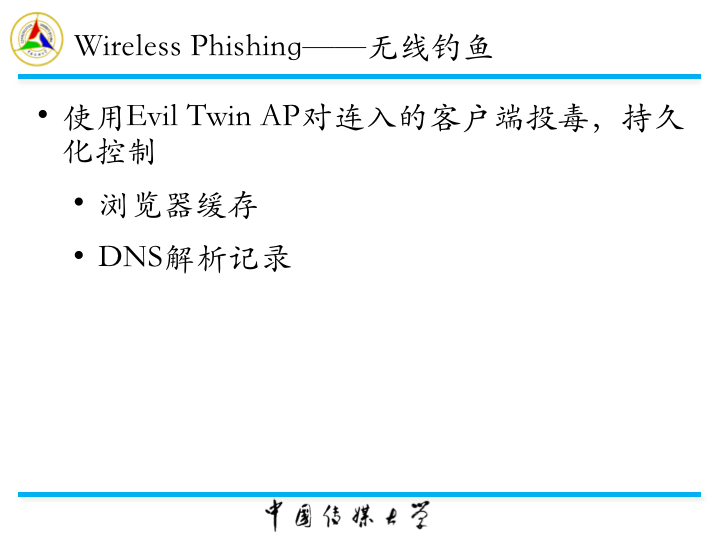 Wireless Phishing——无线钓鱼
• 使用Evil Twin AP对连入的客户端投毒，持久
化控制
• 浏览器缓存
• DNS解析记录
中国传媒大学